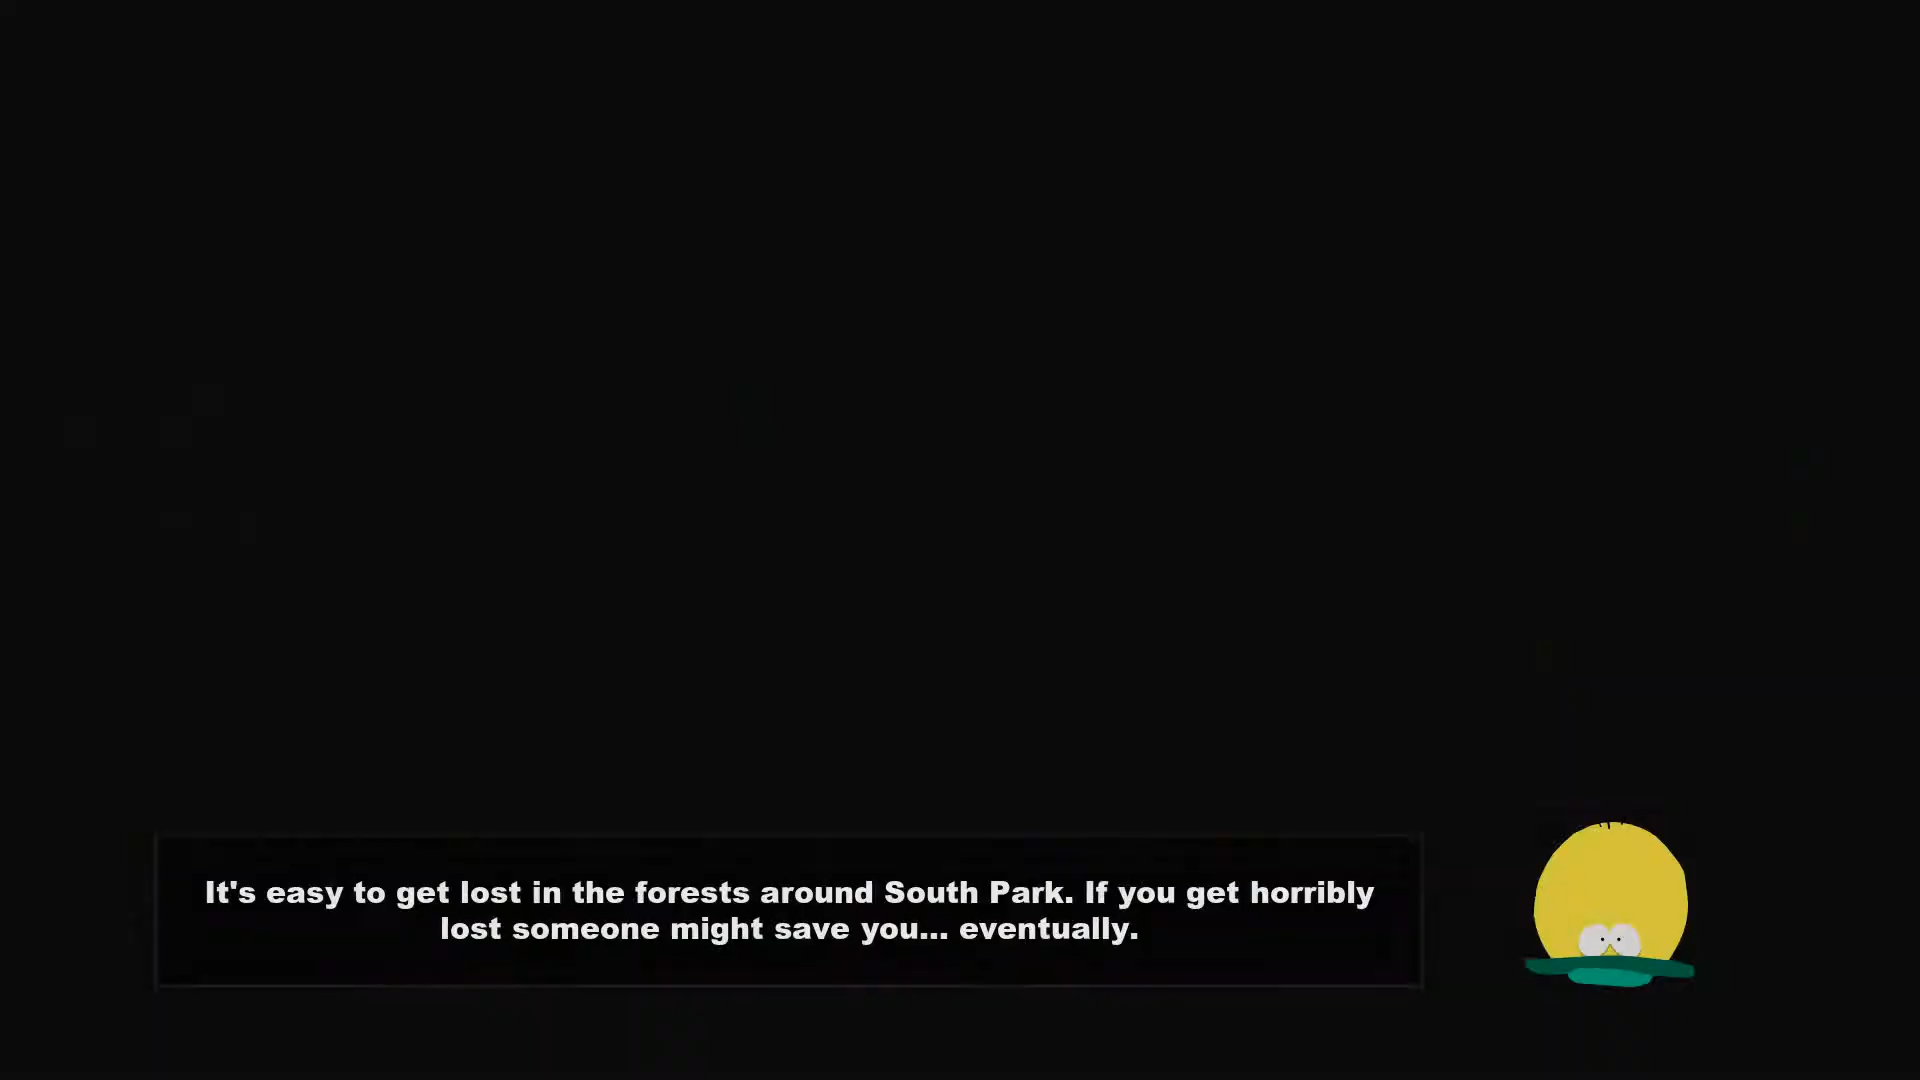 It's easy to get lost in the forests around South Park. If you get horribly
lost someone might save you... eventually.